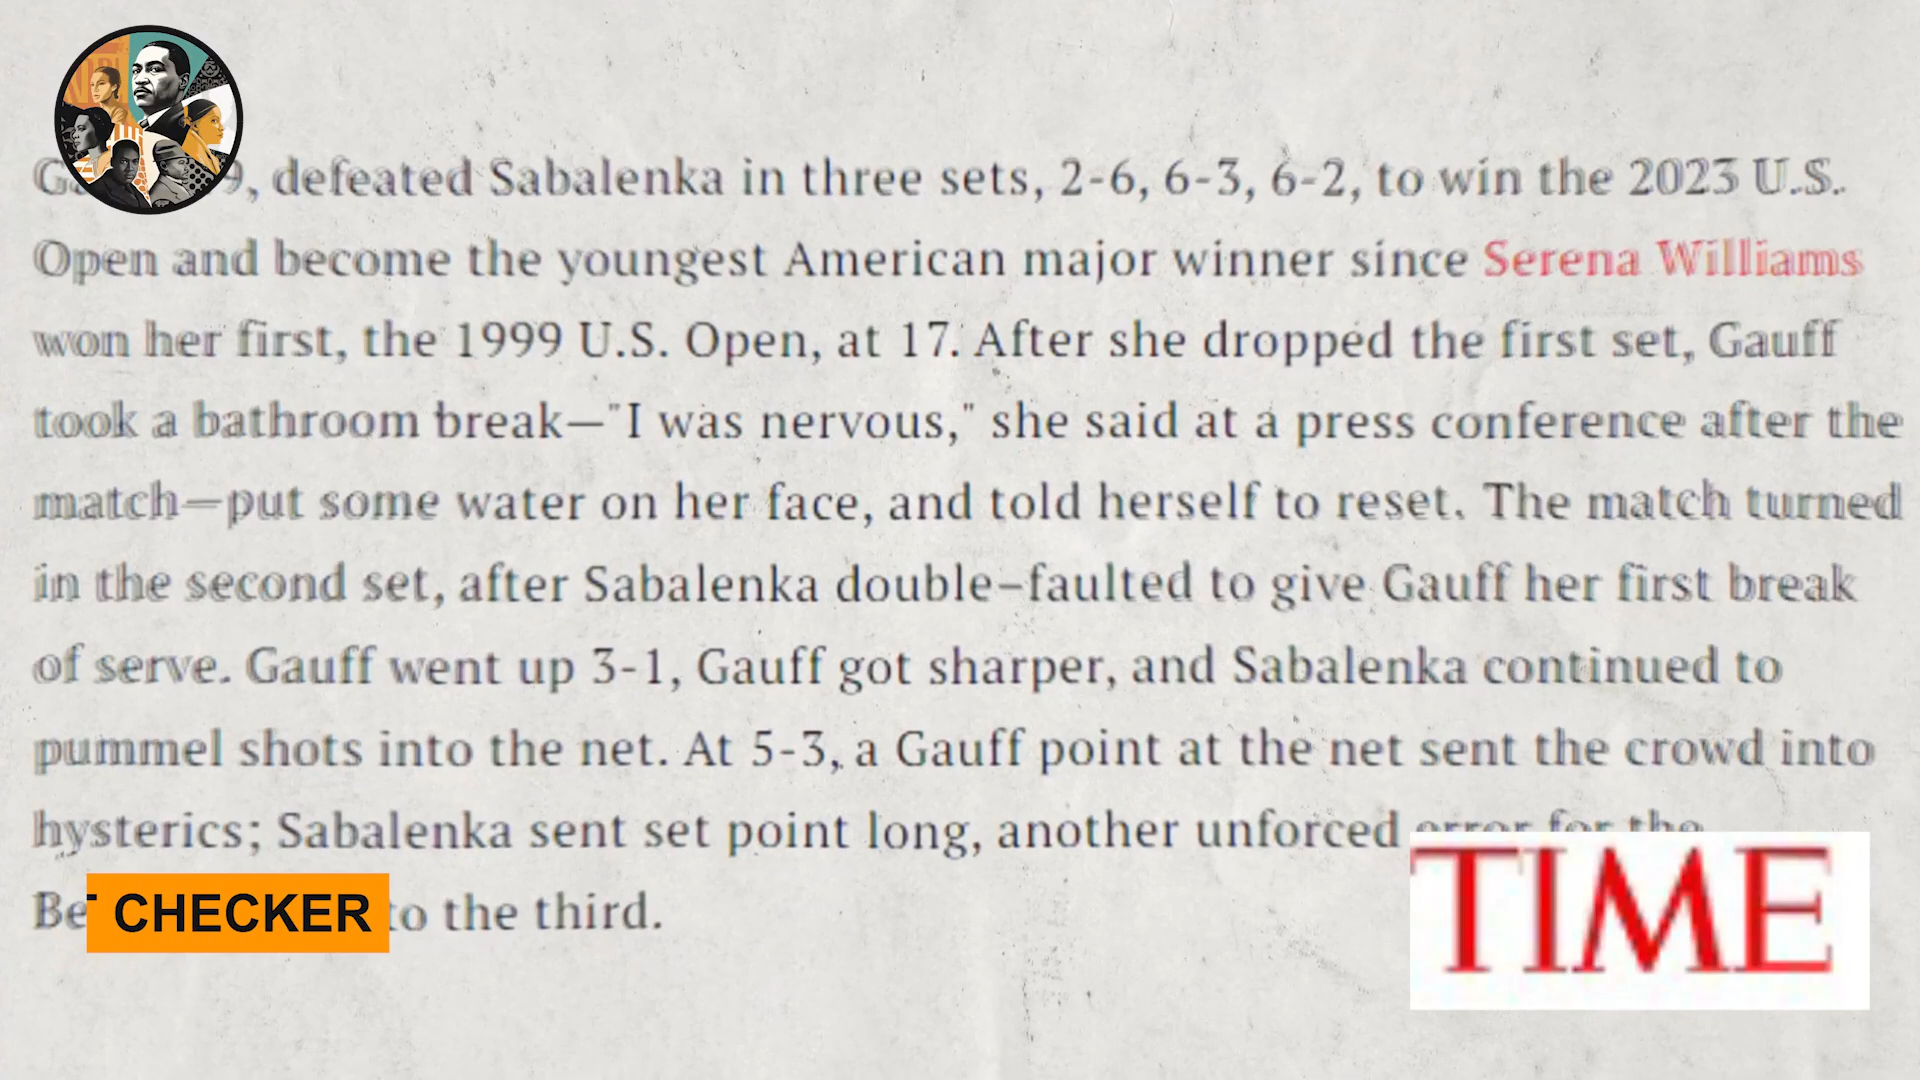 defeated Sabalenka in three sets, 2-6, 6-3, 6-2, to win the 2023 U.S.
Open and become the youngest American major winner since Serena Williams
won her first, the 1999 U.S. Open, at 17. After she dropped the first set, Gauff
took a bathroom break—"I was nervous," she said at a press conference after the
match—put some water on her face, and told herself to reset. The match turned
in the second set, after Sabalenka double-faulted to give Gauff her first break
of serve. Gauff went up 3-1, Gauff got sharper, and Sabalenka continued to
pummel shots into the net. At 5-3, a Gauff point at the net sent the crowd into
hysterics; Sabalenka sent set point long, another unforced error for the
to the third.
CHECKER
TIME